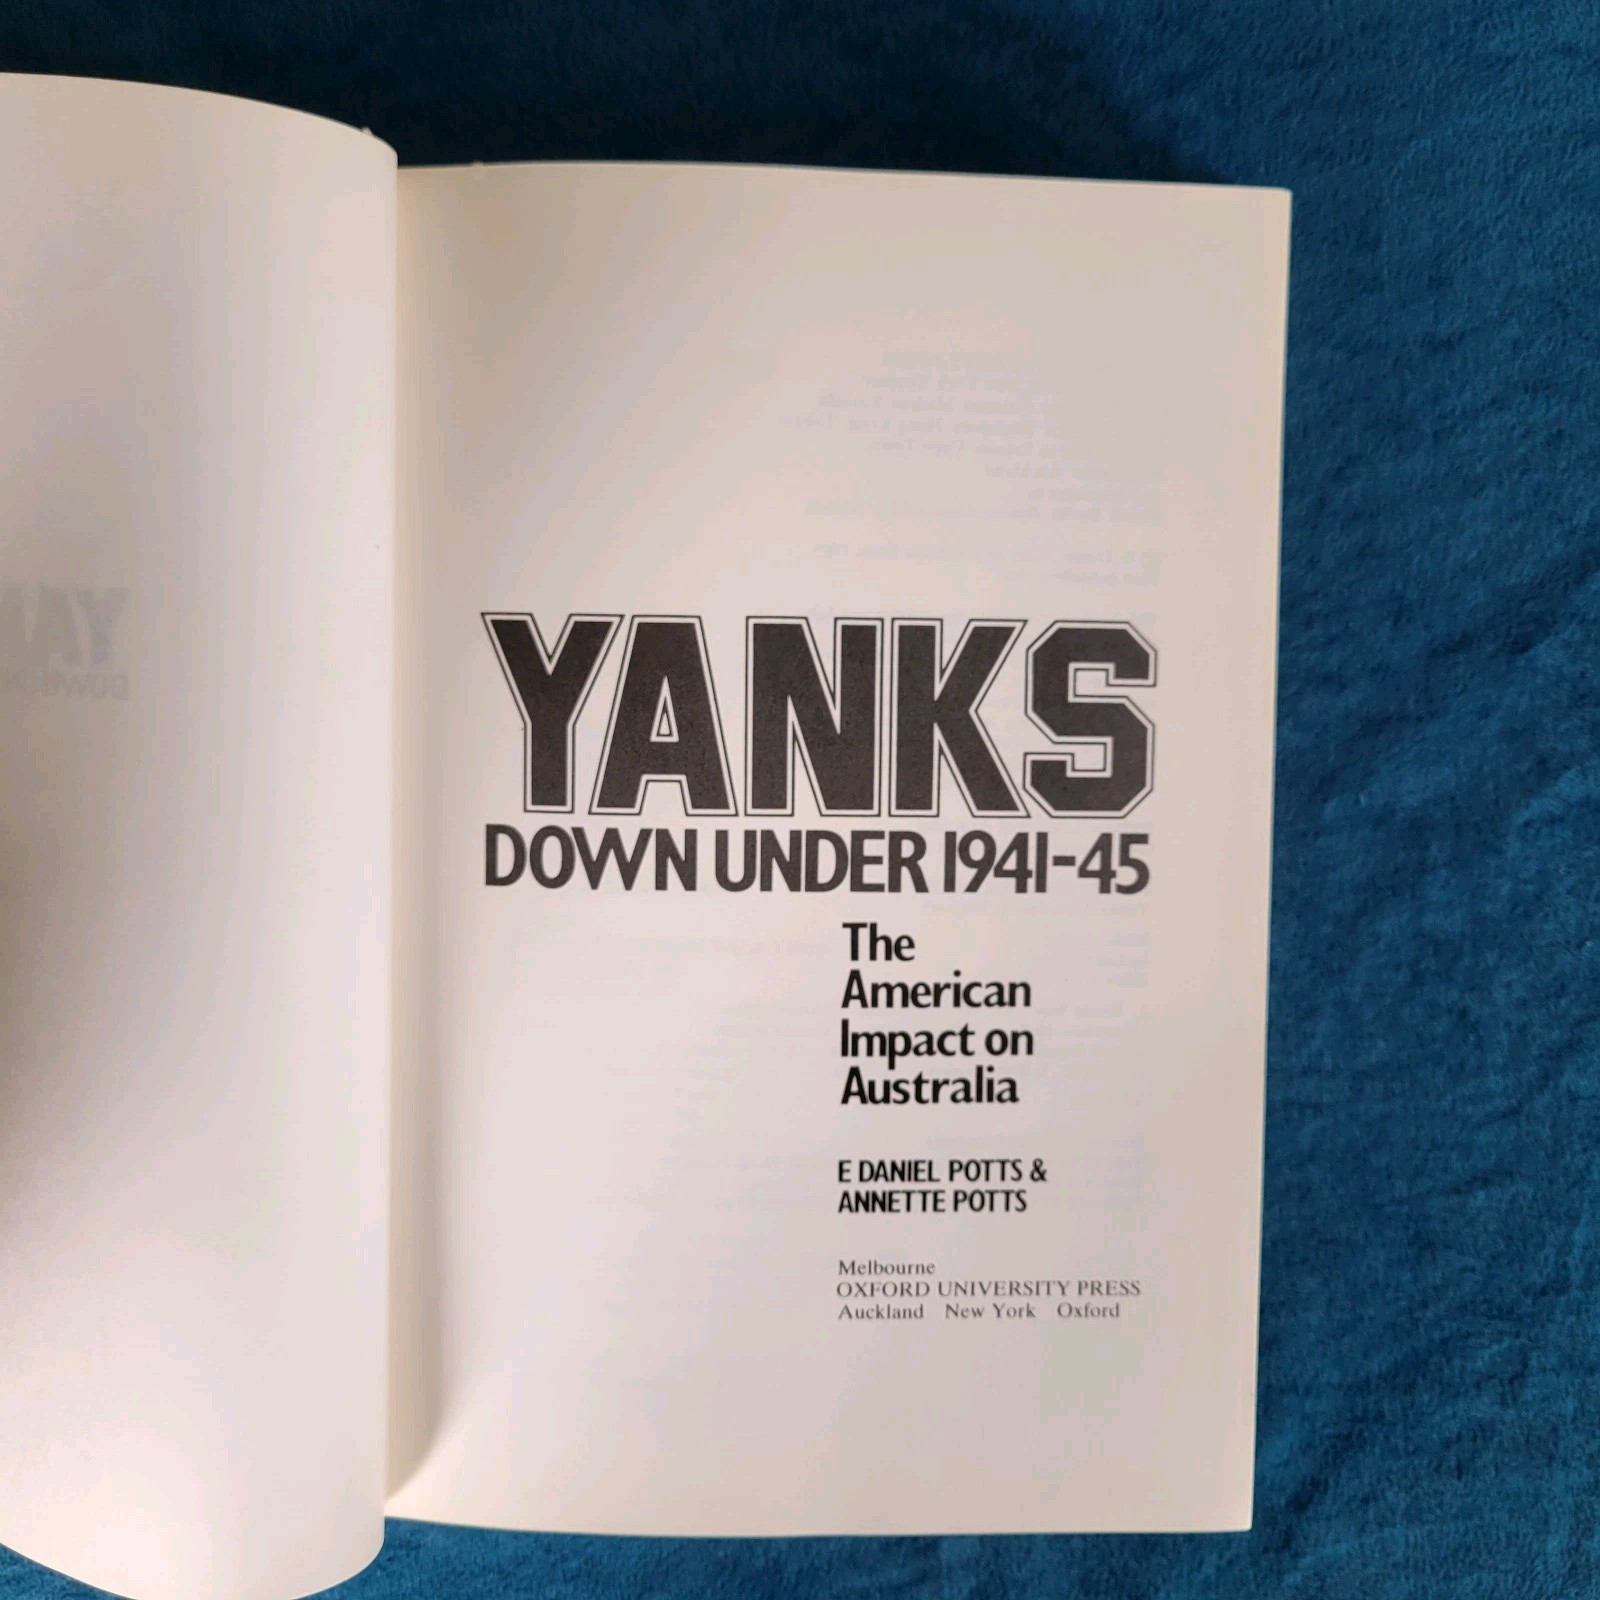 YANKS
DOWN UNDER 1941-45
The
American
Impact on
Australia
E DANIEL POTTS &
ANNETTE POTTS
Melbourne
OXFORD UNIVERSITY PRESS
Auckland New York Oxford